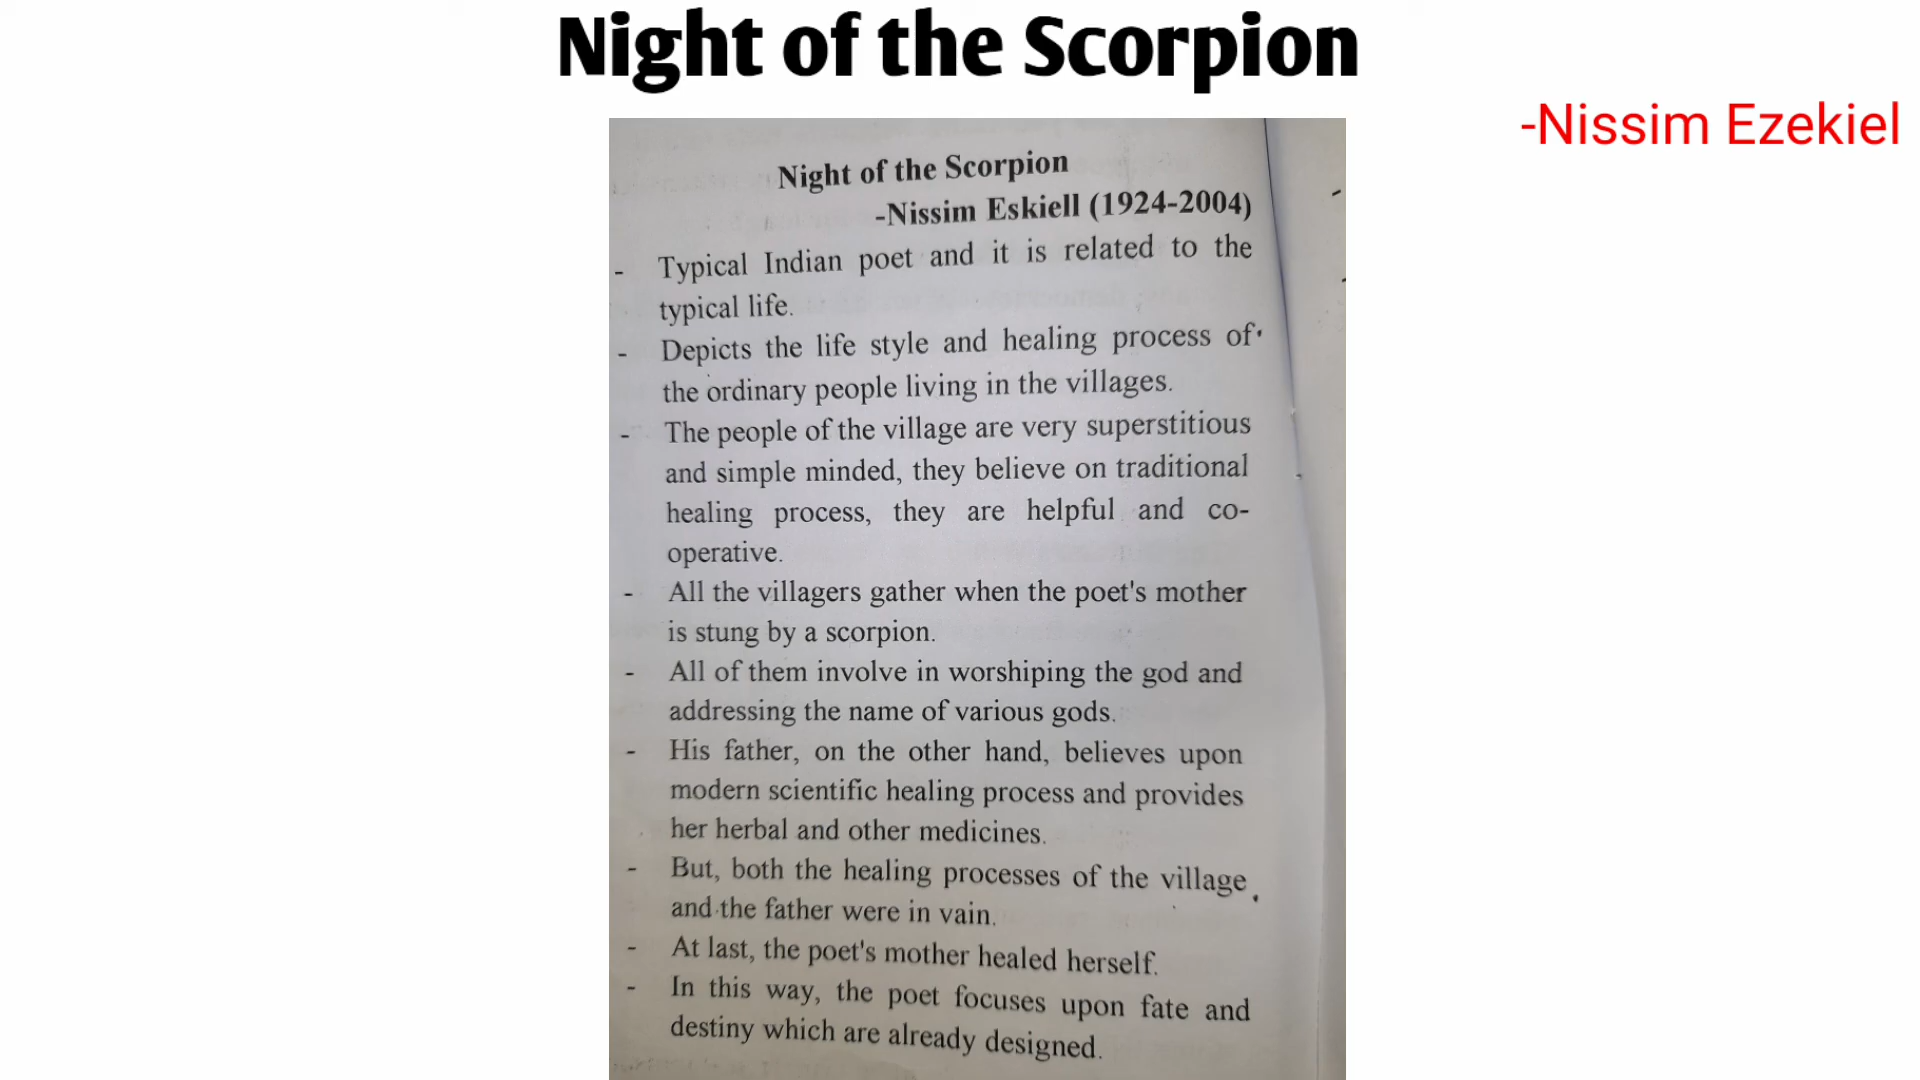 Night of the Scorpion
-Nissim Ezekiel
Night of the Scorpion
-Nissim Eskiell (1924-2004)
- Typical Indian poet and it is related to the
typical life.
- Depicts the life style and healing process of
the ordinary people living in the villages.
- The people of the village are very superstitious
and simple minded, they believe on traditional
healing process, they are helpful and co-
operative.
- All the villagers gather when the poet's mother
is stung by a scorpion.
- All of them involve in worshiping the god and
addressing the name of various gods.
- His father, on the other hand, believes upon
modern scientific healing process and provides
her herbal and other medicines.
- But, both the healing processes of the village
and the father were in vain.
- At last, the poet's mother healed herself.
- In this way, the poet focuses upon fate and
destiny which are already designed.